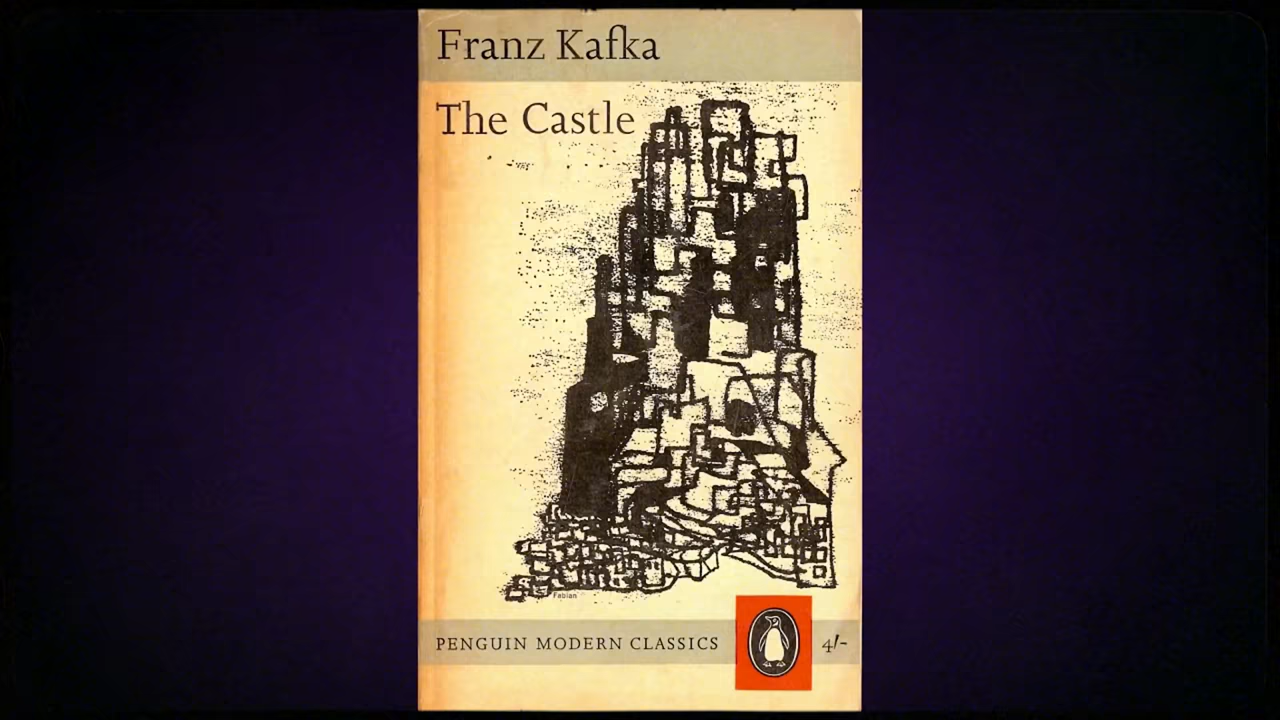 Franz Kafka
The Castle
Fabian
PENGUIN MODERN CLASSICS
4/-